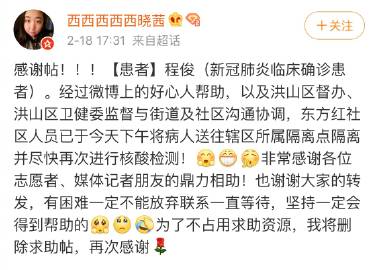 西西西西西晓茜
2-18 17:31 来自超话
+关注
感谢帖！！！【患者】程俊（新冠肺炎临床确诊患
者）。经过微博上的好心人帮助，以及洪山区督办、
洪山区卫健委监督与街道及社区沟通协调，东方红社
区人员已于今天下午将病人送往辖区所属隔离点隔离
并尽快再次进行核酸检测！🤗😁😚非常感谢各位
志愿者、媒体记者朋友的鼎力相助！也谢谢大家的转
发，有困难一定不能放弃联系一直等待，坚持一定会
得到帮助的🥺🥺🤣为了不占用求助资源，我将删
除求助帖，再次感谢🌹